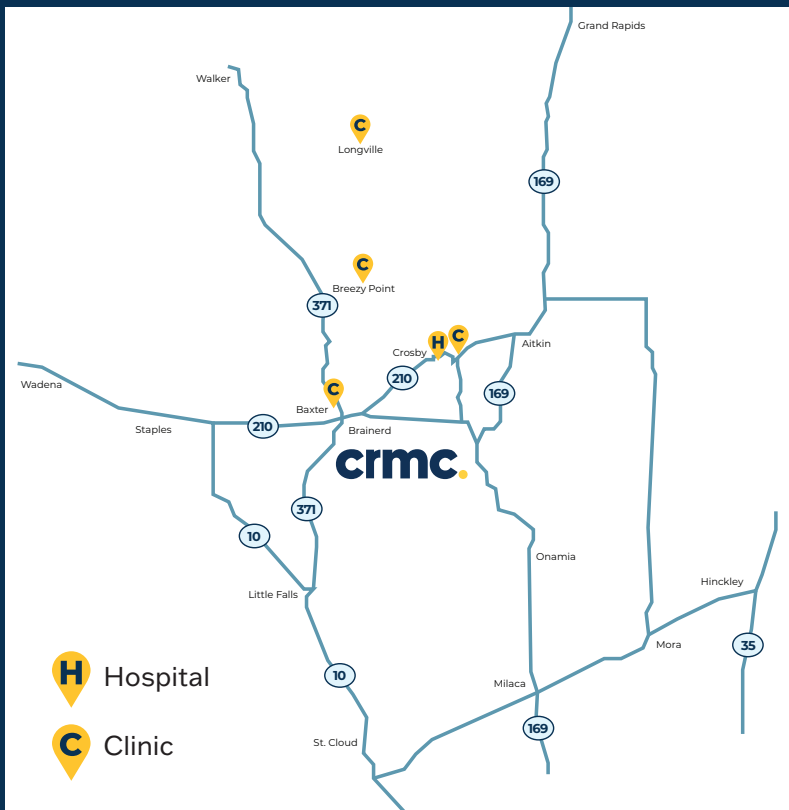 Grand Rapids
Walker
C
Longville
169
C
Breezy Point
371
H
C
Crosby
Aitkin
210
Wadena
169
C
Baxter
Staples
210
Brainerd
crmc.
371
10
Onamia
Hinckley
Little Falls
35
Mora
H Hospital
10
Milaca
169
St. Cloud
C Clinic